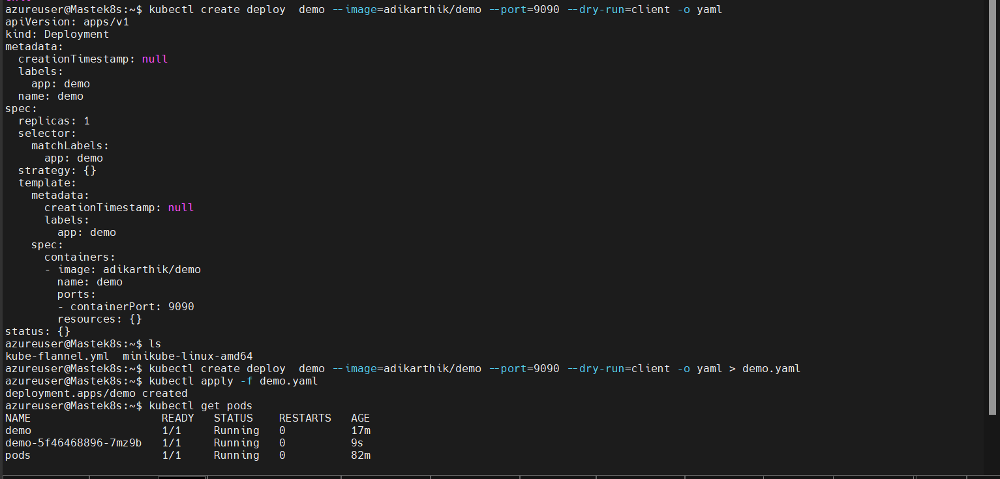 azureuser@Mastek8s:~$ kubectl create deploy  demo --image=adikarthik/demo --port=9090 --dry-run=client -o yaml
apiVersion: apps/v1
kind: Deployment
metadata:
  creationTimestamp: null
  labels:
    app: demo
  name: demo
spec:
  replicas: 1
  selector:
    matchLabels:
      app: demo
  strategy: {}
  template:
    metadata:
      creationTimestamp: null
      labels:
        app: demo
    spec:
      containers:
      - image: adikarthik/demo
        name: demo
        ports:
        - containerPort: 9090
        resources: {}
status: {}
azureuser@Mastek8s:~$ ls
kube-flannel.yml  minikube-linux-amd64
azureuser@Mastek8s:~$ kubectl create deploy  demo --image=adikarthik/demo --port=9090 --dry-run=client -o yaml > demo.yaml
azureuser@Mastek8s:~$ kubectl apply -f demo.yaml
deployment.apps/demo created
azureuser@Mastek8s:~$ kubectl get pods
NAME                    READY   STATUS    RESTARTS   AGE
demo                    1/1     Running   0          17m
demo-5f46468896-7mz9b   1/1     Running   0          9s
pods                    1/1     Running   0          82m